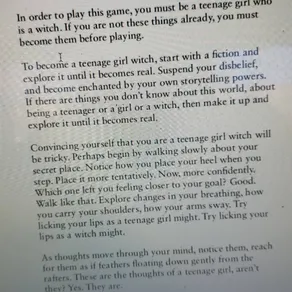 In order to play this game, you must be a teenage girl who
is a witch. If you are not these things already, you must
become them before playing.
To become a teenage girl witch, start with a fiction and
explore it until it becomes real. Suspend your disbelief,
and become enchanted by your own storytelling powers.
If there are things you don't know about this world, about
being a teenager or a girl or a witch, then make it up and
explore it until it becomes real.
Convincing yourself that you are a teenage girl witch will
be tricky. Perhaps begin by walking slowly about your
secret place. Notice how you place your heel when you
step. Place it more tentatively. Now, more confidently.
Which one left you feeling closer to your goal? Good.
Walk like that. Explore changes in your breathing, how
you carry your shoulders, how your arms sway. Try
licking your lips as a teenage girl might. Try licking your
lips as a witch might.
As thoughts move through your mind, notice them, reach
for them as if feathers floating down gently from the
rafters. These are the thoughts of a teenage girl, aren't
they? Yes. They are.